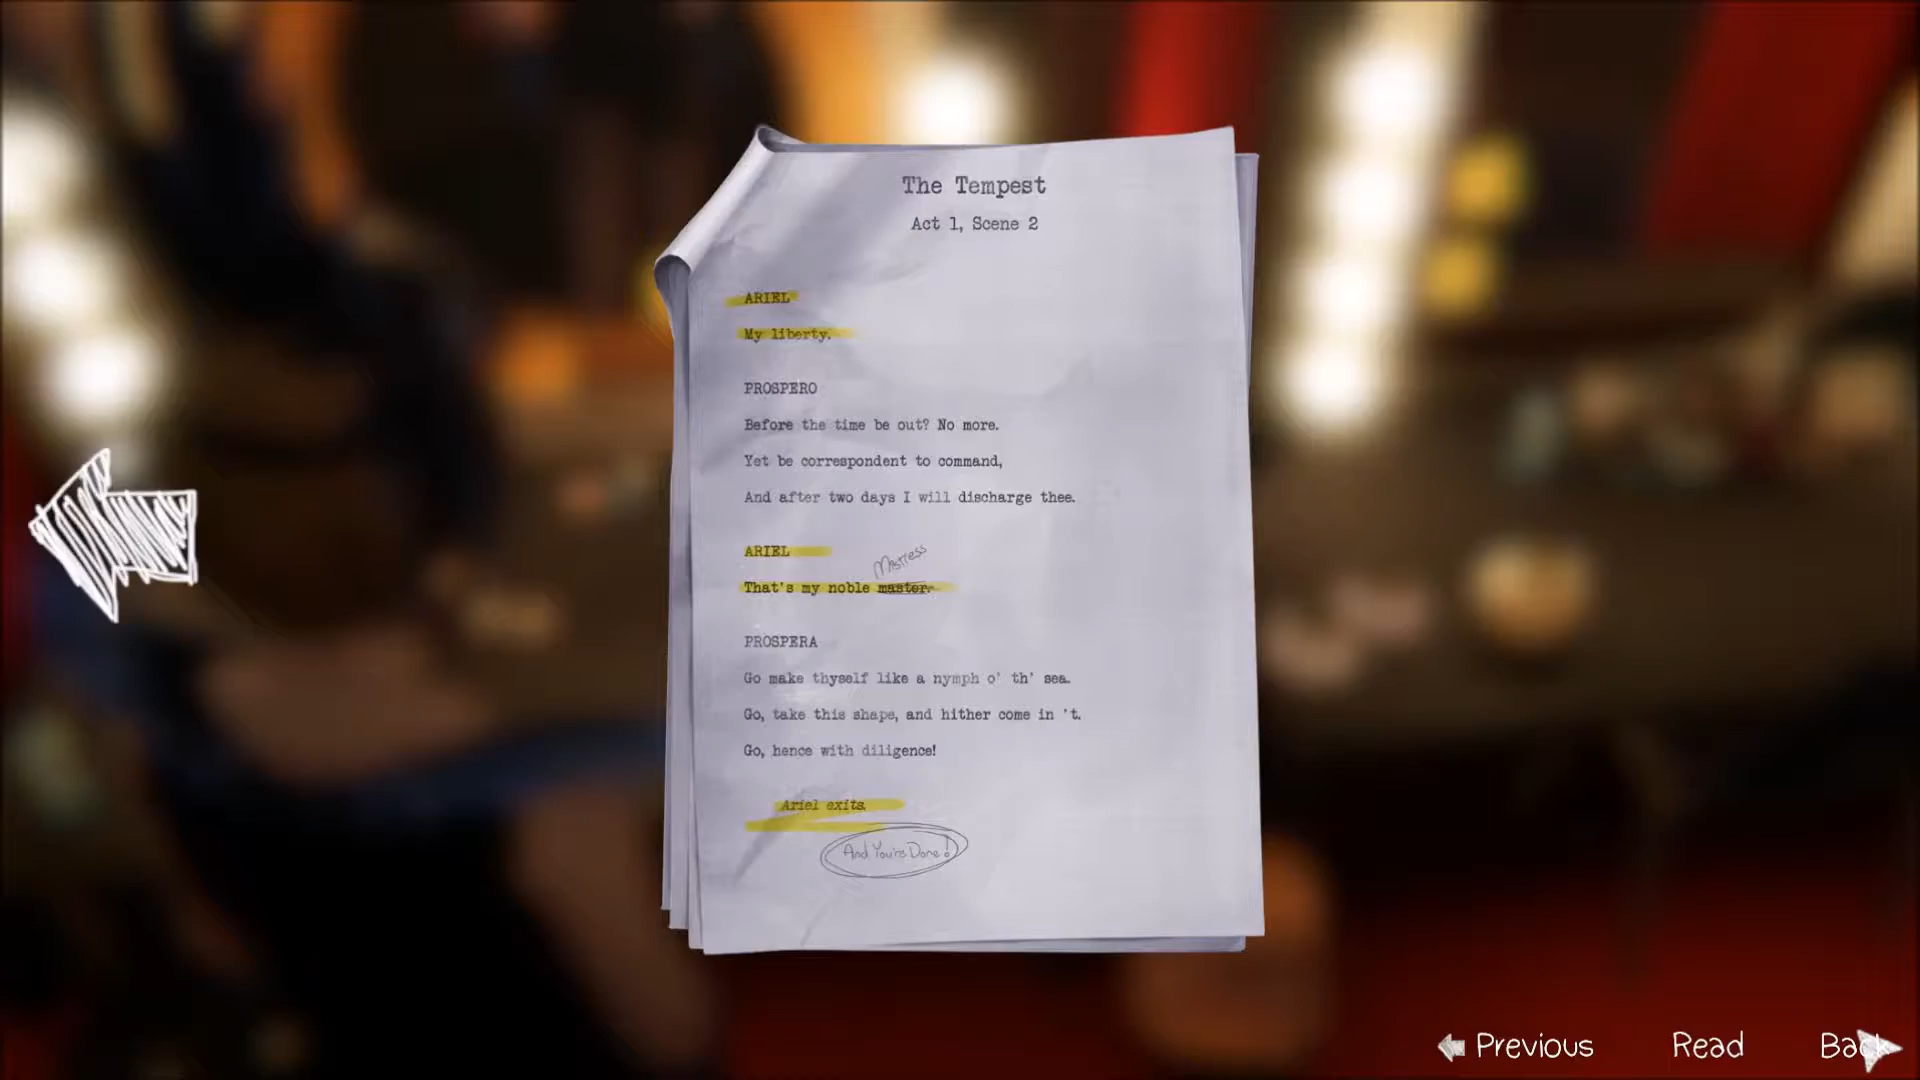 The Tempest
Act 1, Scene 2
ARIEL
My liberty.
PROSPERO
Before the time be out? No more.
Yet be correspondent to command,
And after two days I will discharge thee.
ARIEL
Mistress
That's my noble master.
PROSPERA
Go make thyself like a nymph o' th' sea.
Go, take this shape, and hither come in 't.
Go, hence with diligence!
Ariel exits.
And You're Done!
Previous Read Back